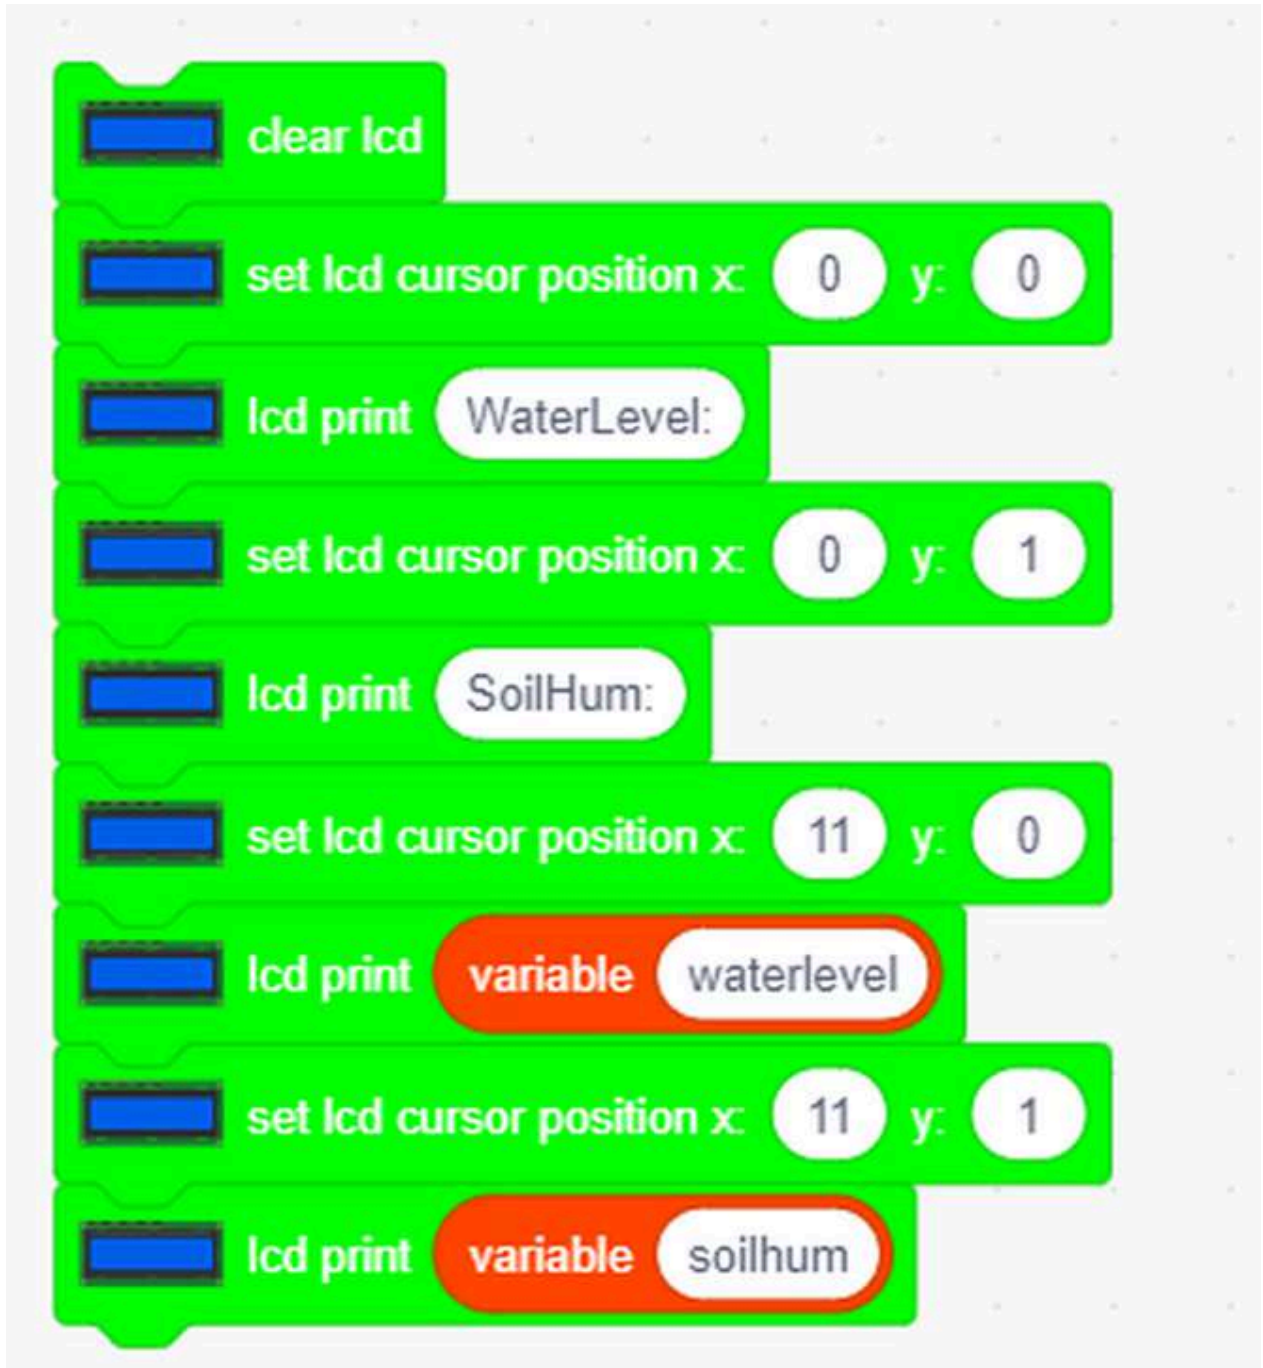 clear lcd
set lcd cursor position x: 0 y: 0
lcd print WaterLevel:
set lcd cursor position x: 0 y: 1
lcd print SoilHum:
set lcd cursor position x: 11 y: 0
lcd print variable waterlevel
set lcd cursor position x: 11 y: 1
lcd print variable soilhum